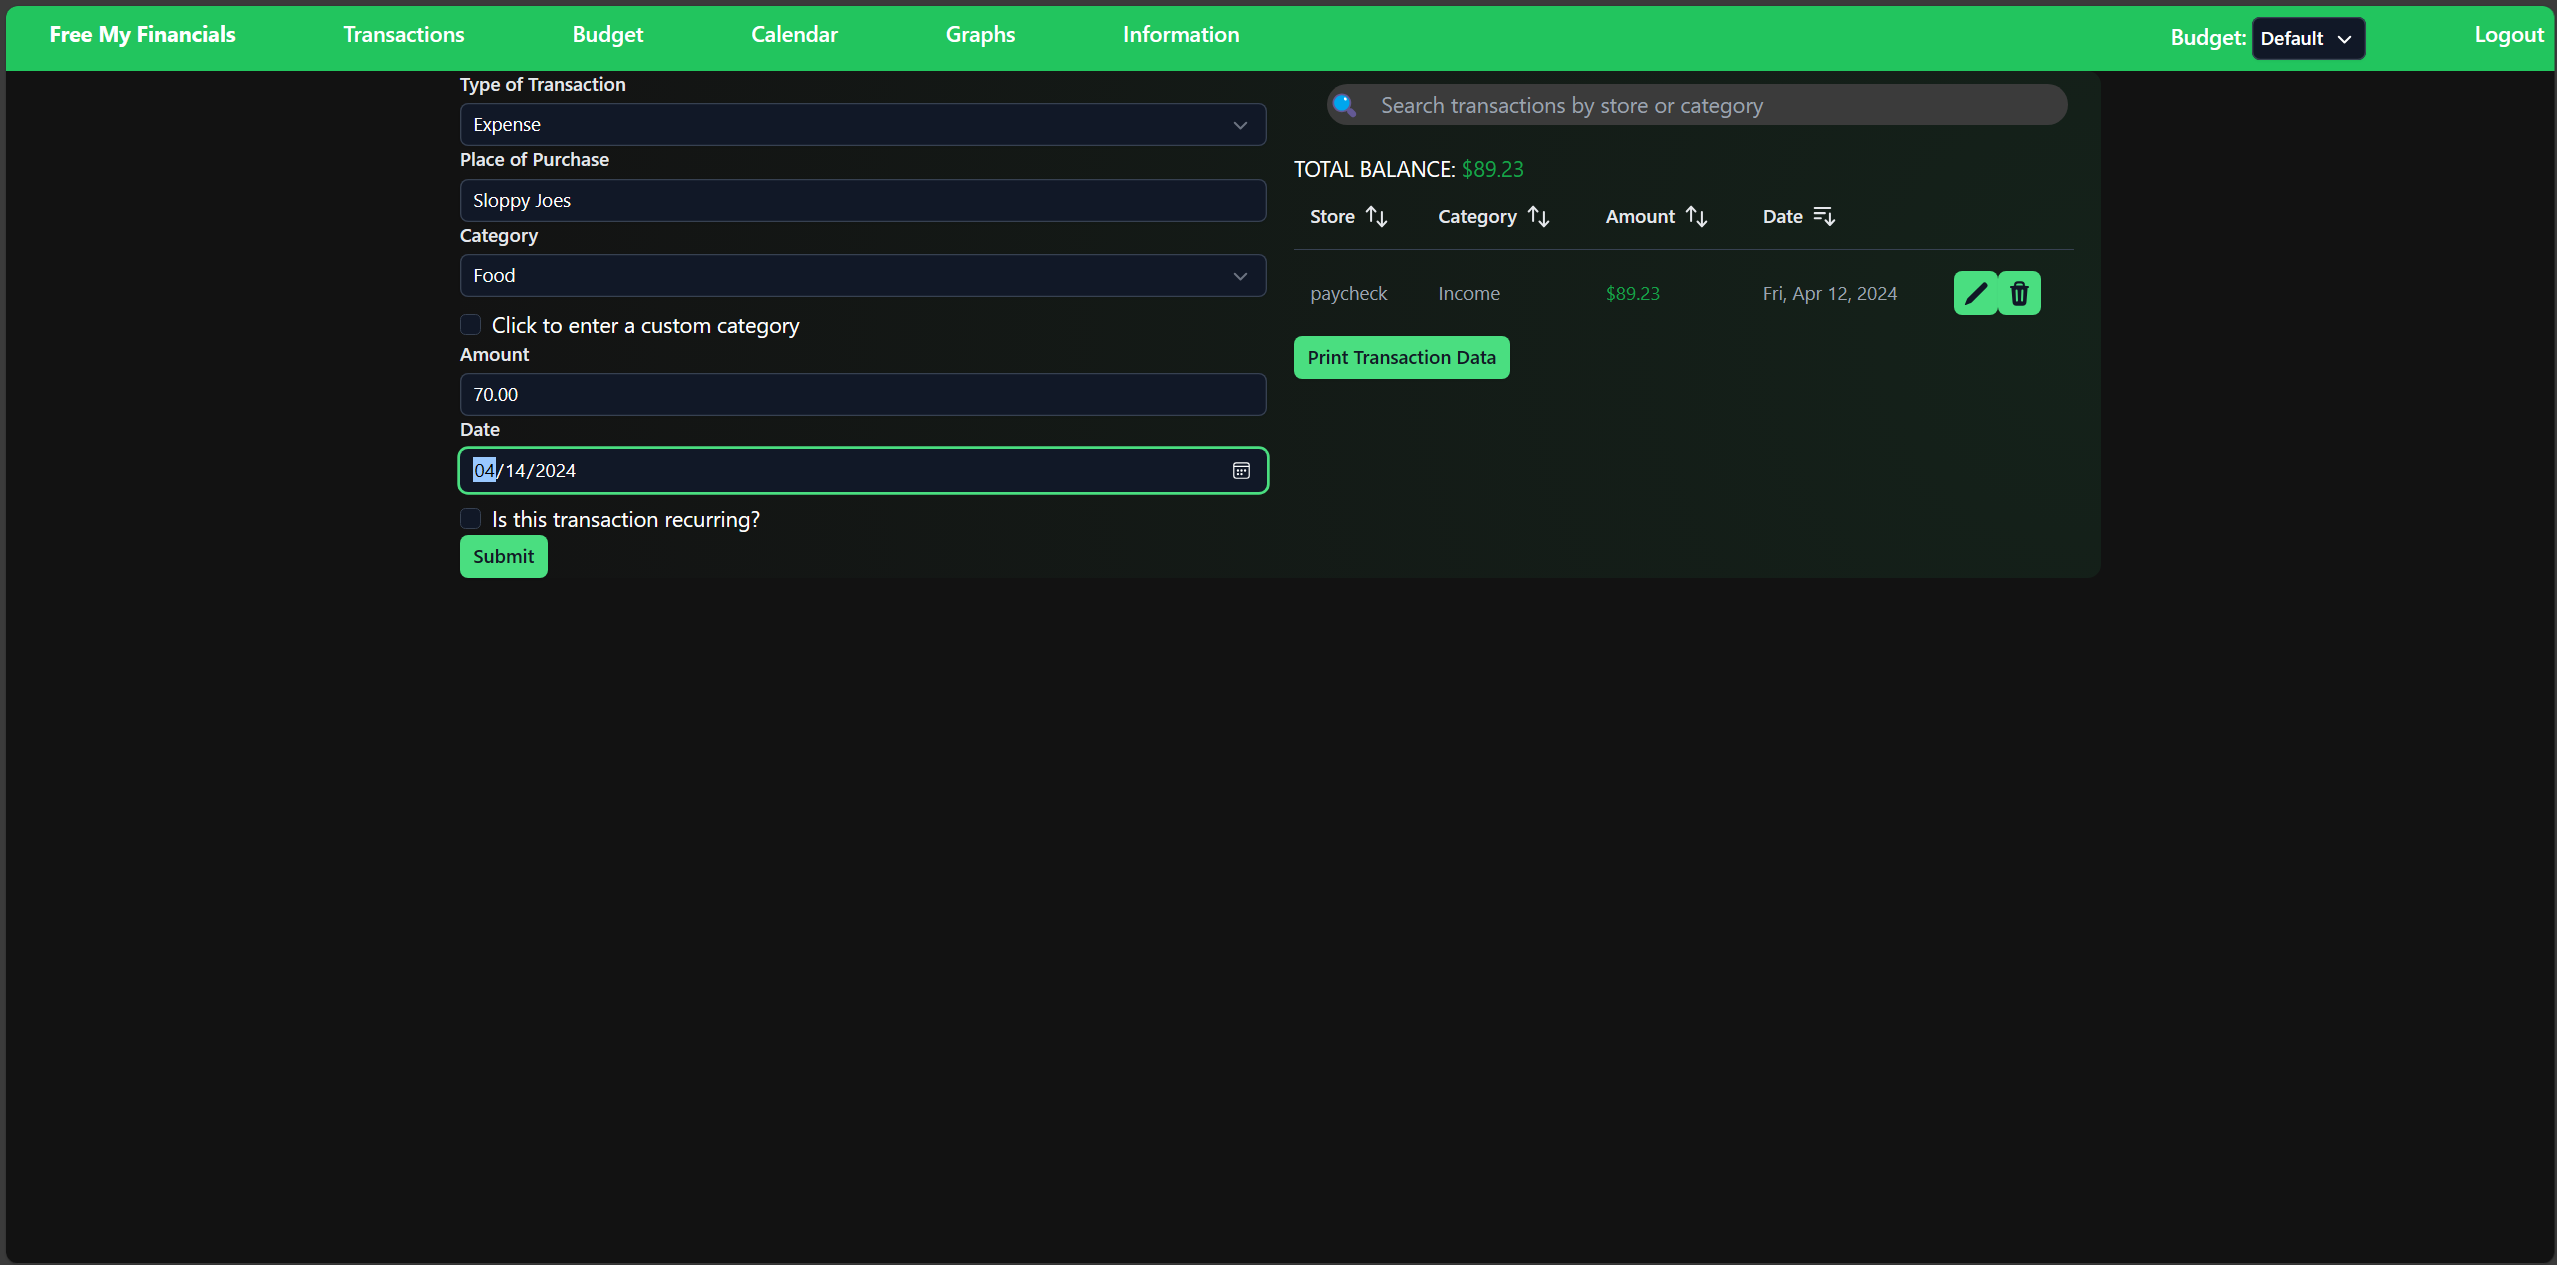 Free My Financials Transactions Budget Calendar Graphs Information Budget: Default Logout
Type of Transaction
Expense
Place of Purchase
Sloppy Joes
Category
Food
Click to enter a custom category
Amount
70.00
Date
04/14/2024
Is this transaction recurring?
Submit
Search transactions by store or category
TOTAL BALANCE: $89.23
Store Category Amount Date
paycheck Income $89.23 Fri, Apr 12, 2024
Print Transaction Data